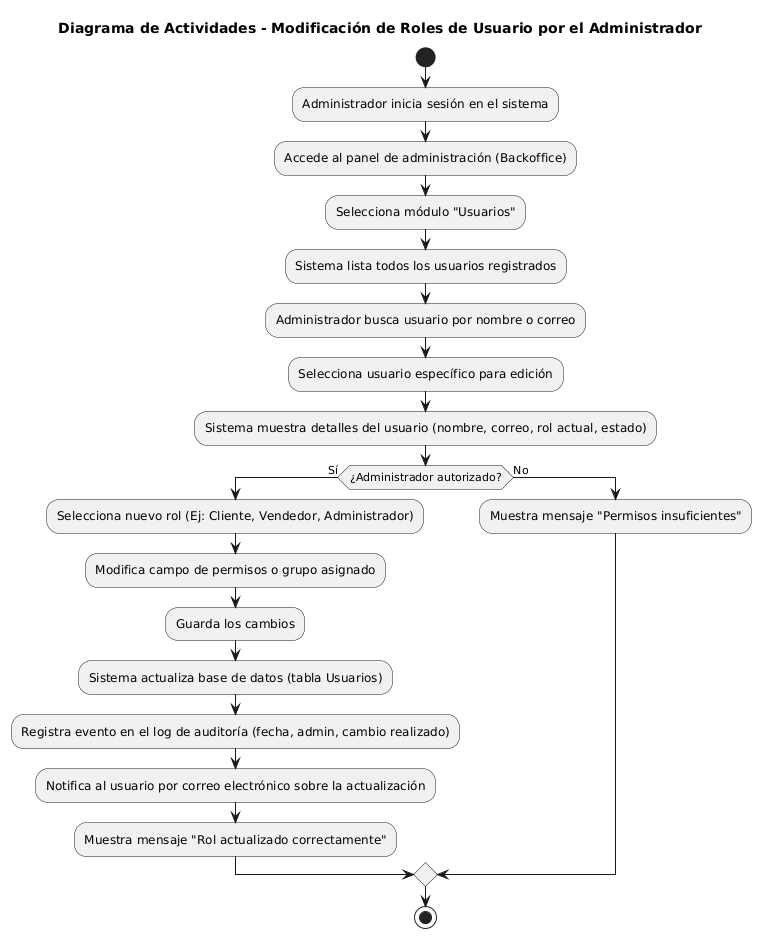 Diagrama de Actividades - Modificación de Roles de Usuario por el Administrador
Administrador inicia sesión en el sistema
Accede al panel de administración (Backoffice)
Selecciona módulo "Usuarios"
Sistema lista todos los usuarios registrados
Administrador busca usuario por nombre o correo
Selecciona usuario específico para edición
Sistema muestra detalles del usuario (nombre, correo, rol actual, estado)
Sí
¿Administrador autorizado?
No
Selecciona nuevo rol (Ej: Cliente, Vendedor, Administrador)
Muestra mensaje "Permisos insuficientes"
Modifica campo de permisos o grupo asignado
Guarda los cambios
Sistema actualiza base de datos (tabla Usuarios)
Registra evento en el log de auditoría (fecha, admin, cambio realizado)
Notifica al usuario por correo electrónico sobre la actualización
Muestra mensaje "Rol actualizado correctamente"